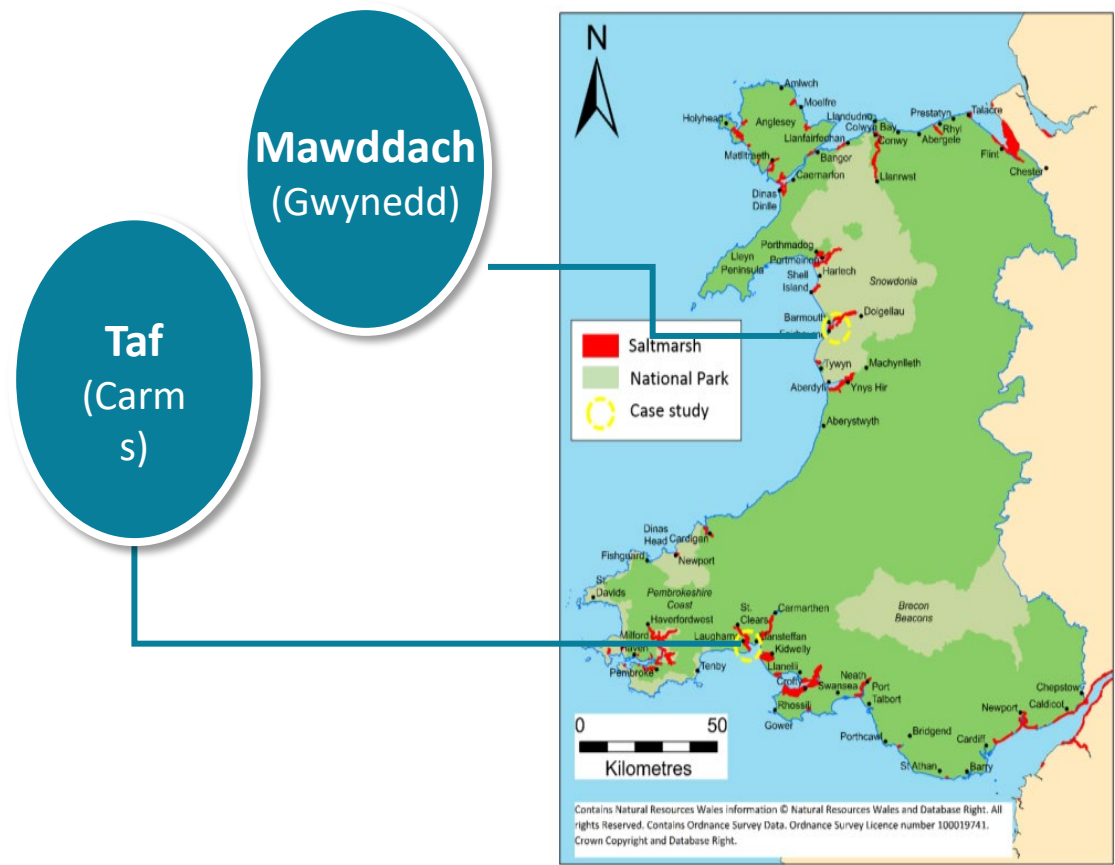 Mawddach
(Gwynedd)
Taf
(Carm
s)
N
Amlwch
Moelfre
Holyhead
Anglesey
Llandudno
Colwyn
Bay
Prestatyn
Talacre
Rhyl
Llanfairfechan
Conwy
Abergele
Matltraeth
Bangor
Flint
Caernarfon
Llanrwst
Chester
Dinas
Dinlle
Porthmadog
Portmeirion
Lleyn
Peninsula
Harlech
Shell
Island
Snowdonia
Barmouth
Dolgellau
Saltmarsh
National Park
Case study
Tywyn
Machynlleth
Aberdyfi
Ynys Hir
Aberystwyth
Dinas
Head
Cardigan
Fishguard
Newport
St.
Davids
Pembrokeshire
Coast
St.
Clears
Carmarthen
Brecon
Beacons
Haverfordwest
Milford
Haven
Laugharn
Llansteffan
Kidwelly
Pembroke
Tenby
Llanelli
Crofty
Neath
Swansea
Port
Talbort
Chepstow
Rhossili
Newport
Caldicot
Gower
0 50
Kilometres
Bridgend
Porthcawl
Cardiff
St Athan
Barry
Contains Natural Resources Wales information © Natural Resources Wales and Database Right. All
rights Reserved. Contains Ordnance Survey Data. Ordnance Survey Licence number 100019741.
Crown Copyright and Database Right.